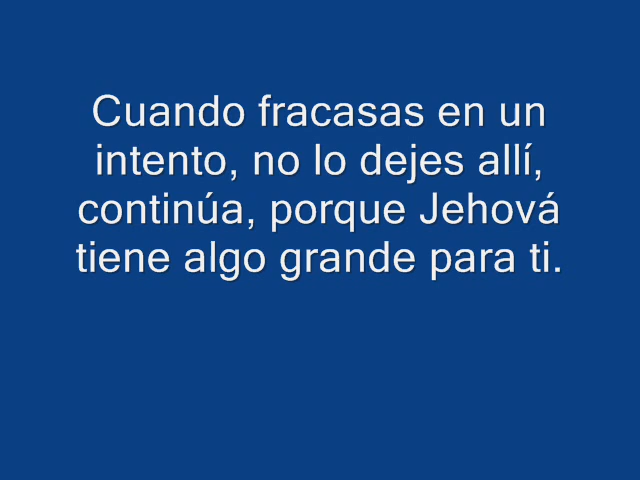 Cuando fracasas en un
intento, no lo dejes allí,
continúa, porque Jehová
tiene algo grande para ti.